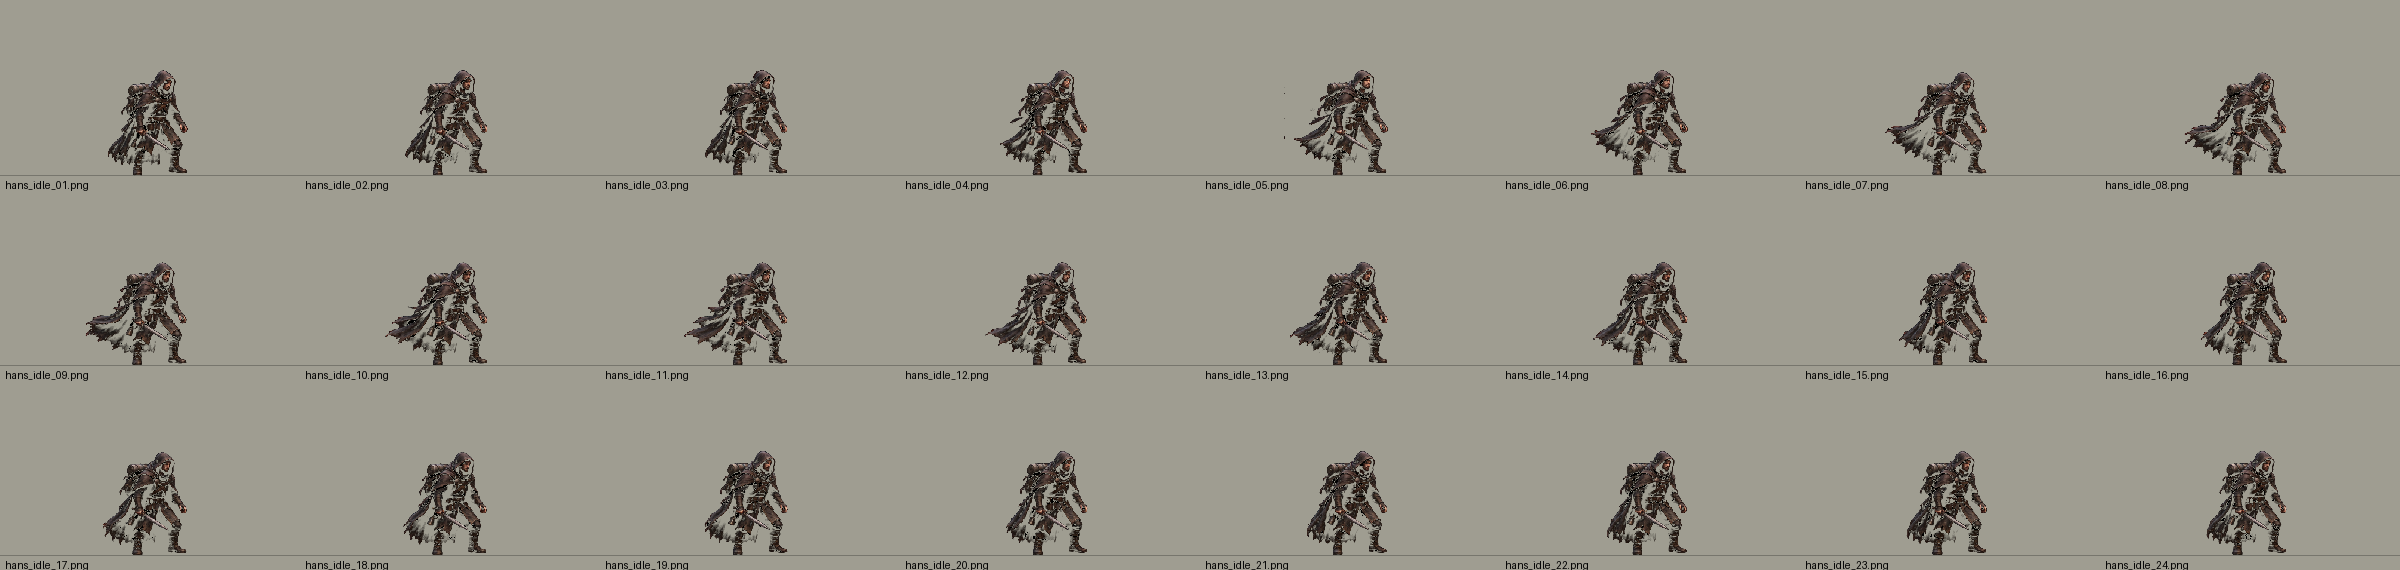 hans_idle_01.png hans_idle_02.png hans_idle_03.png hans_idle_04.png hans_idle_05.png hans_idle_06.png hans_idle_07.png hans_idle_08.png
hans_idle_09.png hans_idle_10.png hans_idle_11.png hans_idle_12.png hans_idle_13.png hans_idle_14.png hans_idle_15.png hans_idle_16.png
hans_idle_17.png hans_idle_18.png hans_idle_19.png hans_idle_20.png hans_idle_21.png hans_idle_22.png hans_idle_23.png hans_idle_24.png